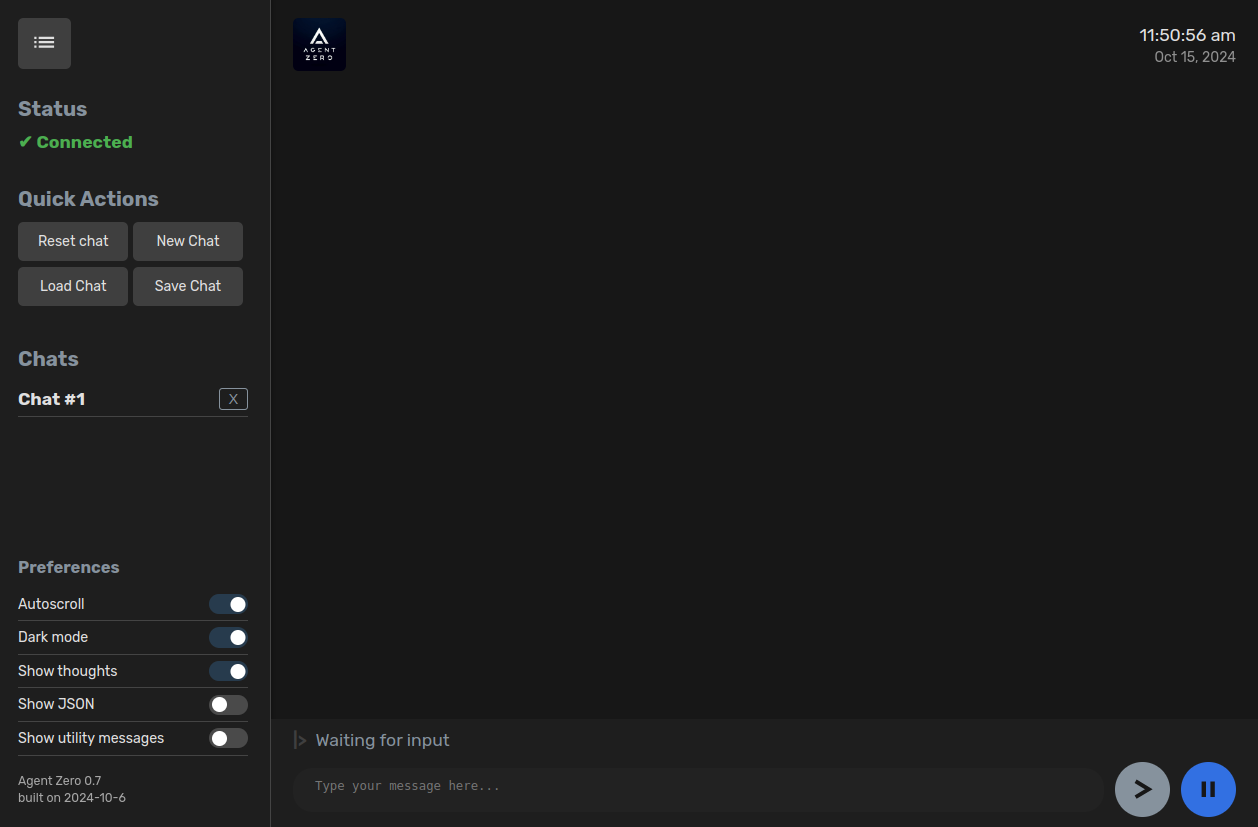 Status
✔ Connected
Quick Actions
Reset chat
New Chat
Load Chat
Save Chat
Chats
Chat #1
X
Preferences
Autoscroll
Dark mode
Show thoughts
Show JSON
Show utility messages
Agent Zero 0.7
built on 2024-10-6
AGENT
ZERO
11:50:56 am
Oct 15, 2024
|> Waiting for input
Type your message here...